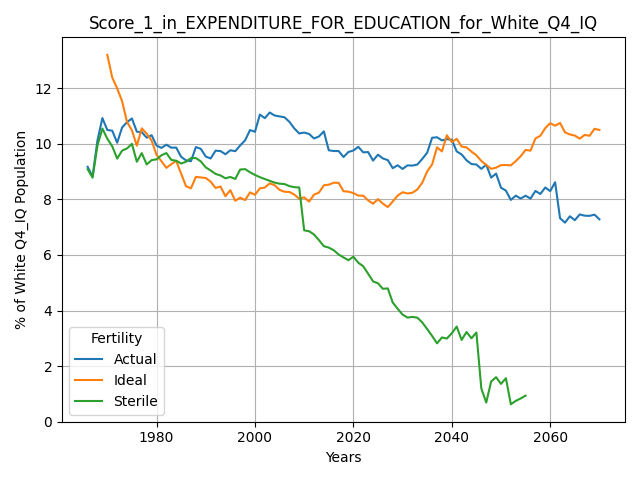 Score_1_in_EXPENDITURE_FOR_EDUCATION_for_White_Q4_IQ
% of White Q4_IQ Population
12
10
8
6
4
2
0
Fertility
Actual
Ideal
Sterile
1980
2000
2020
2040
2060
Years